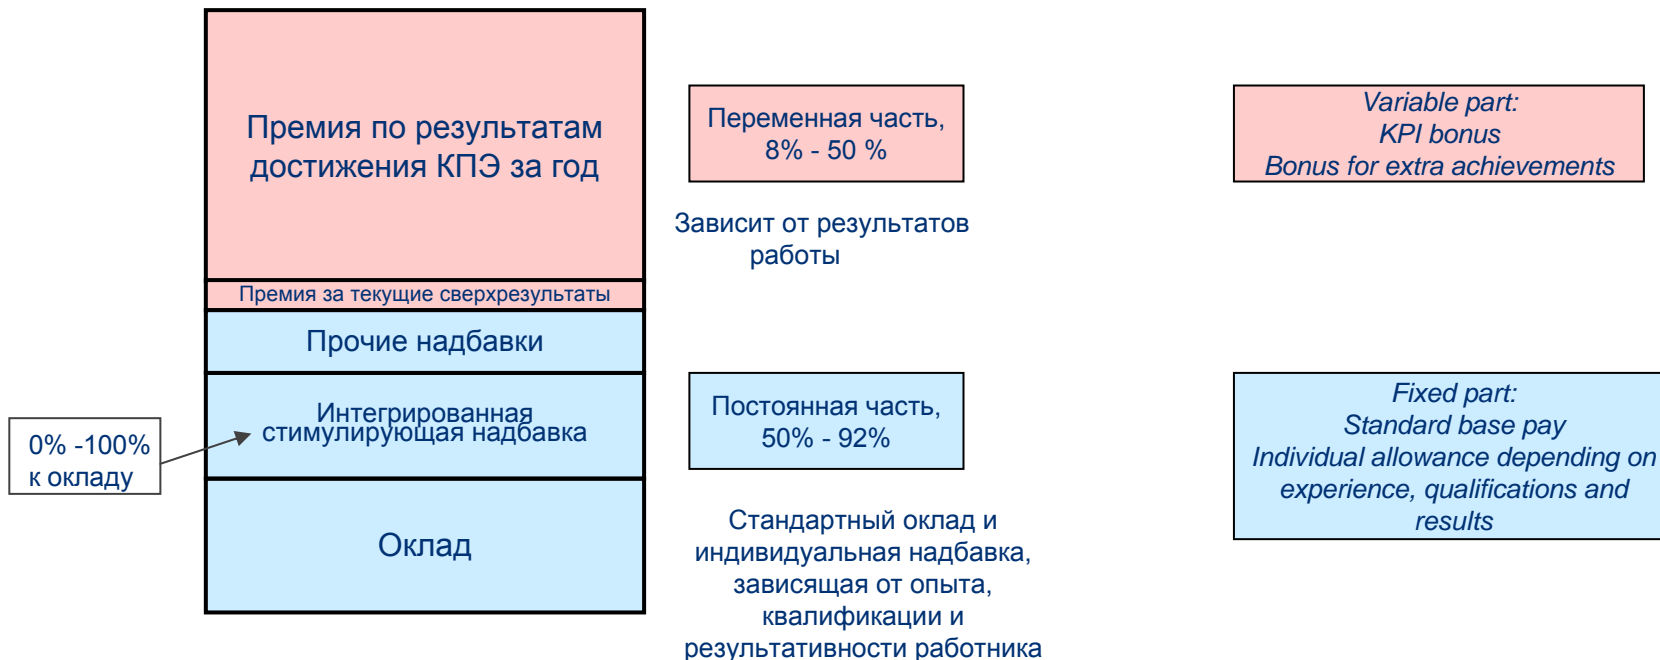 Премия по результатам
достижения КПЭ за год
Премия за текущие сверхрезультаты
Прочие надбавки
Интегрированная
стимулирующая надбавка
Оклад
0% -100%
к окладу
Переменная часть,
8% - 50 %
Зависит от результатов
работы
Постоянная часть,
50% - 92%
Стандартный оклад и
индивидуальная надбавка,
зависящая от опыта,
квалификации и
результативности работника
Variable part:
KPI bonus
Bonus for extra achievements
Fixed part:
Standard base pay
Individual allowance depending on
experience, qualifications and
results